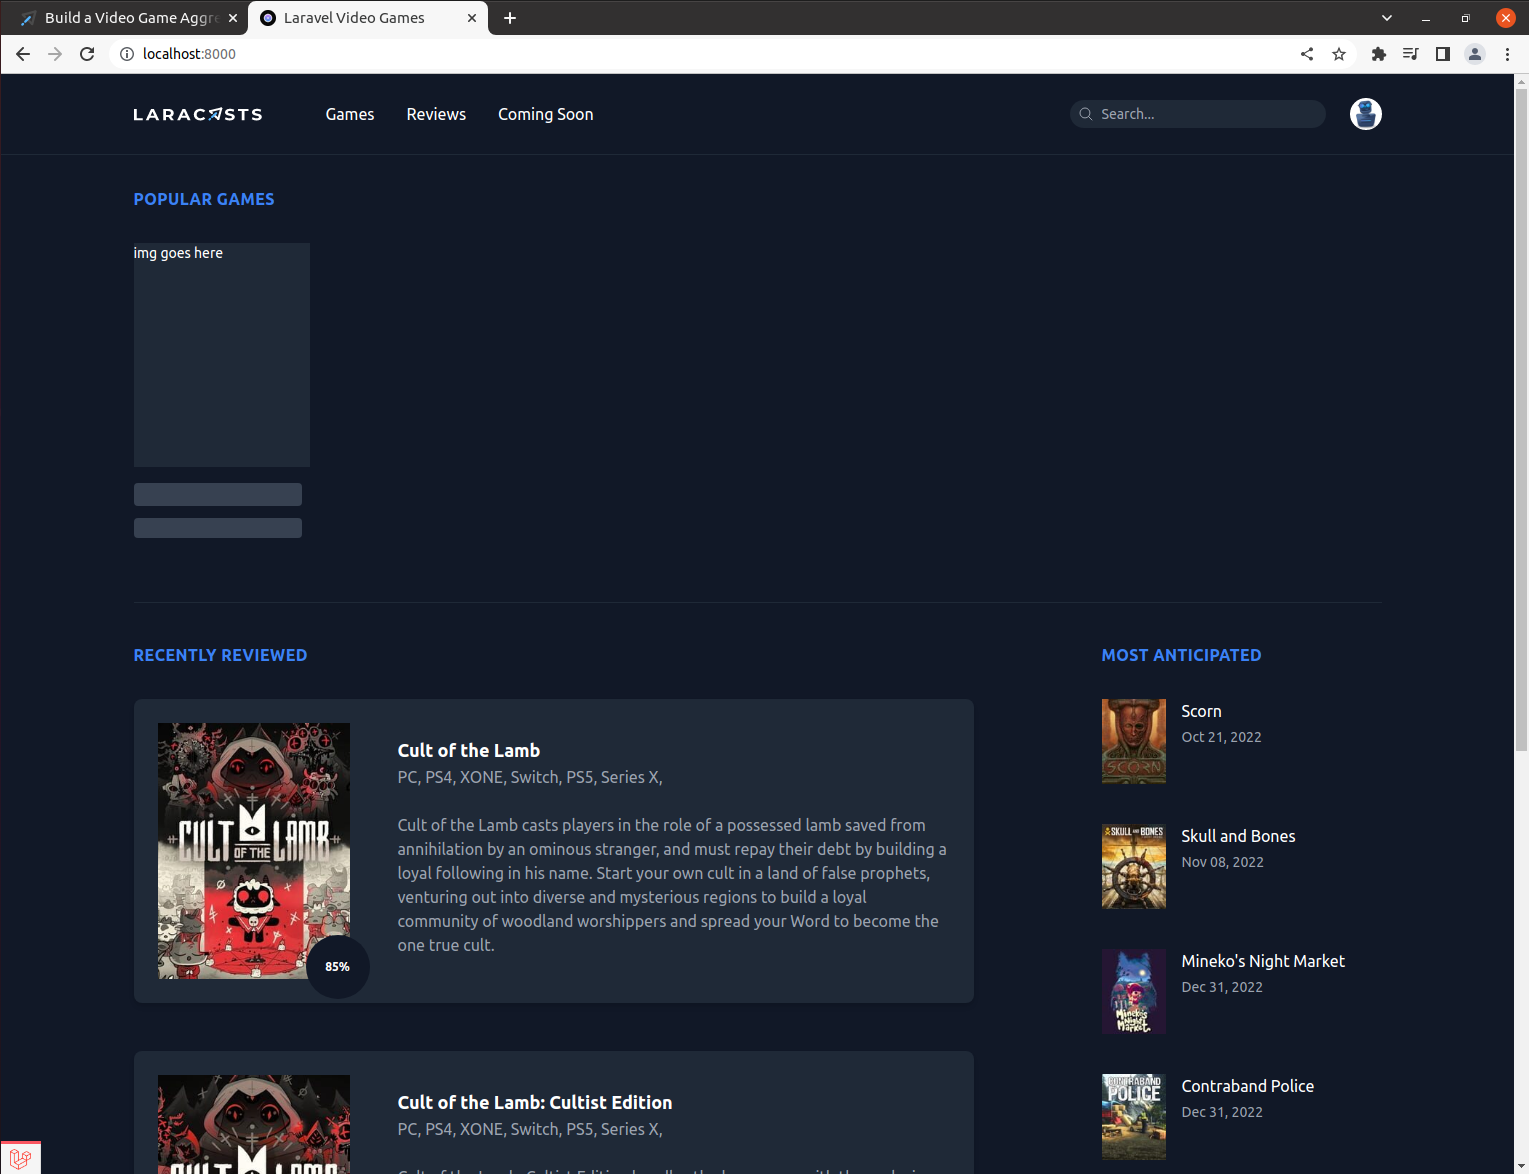 Build a Video Game Aggre
Laravel Video Games
localhost:8000
LARACASTS
Games
Reviews
Coming Soon
Search...
POPULAR GAMES
img goes here
RECENTLY REVIEWED
CULT OF THE LAMB
85%
Cult of the Lamb
PC, PS4, XONE, Switch, PS5, Series X,
Cult of the Lamb casts players in the role of a possessed lamb saved from
annihilation by an ominous stranger, and must repay their debt by building a
loyal following in his name. Start your own cult in a land of false prophets,
venturing out into diverse and mysterious regions to build a loyal
community of woodland worshippers and spread your Word to become the
one true cult.
Cult of the Lamb: Cultist Edition
PC, PS4, XONE, Switch, PS5, Series X,
MOST ANTICIPATED
SCORN
Scorn
Oct 21, 2022
SKULL AND BONES
Skull and Bones
Nov 08, 2022
Mineko's Night Market
Mineko's Night Market
Dec 31, 2022
CONTRABAND POLICE
Contraband Police
Dec 31, 2022